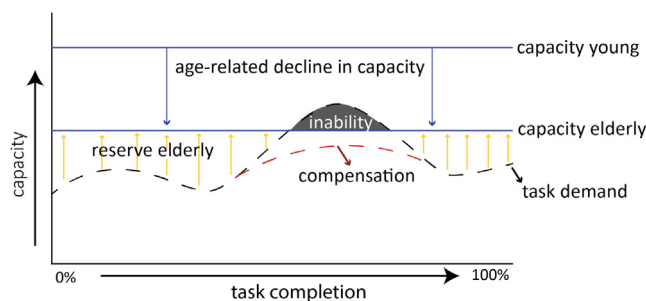 capacity young
age-related decline in capacity
inability
capacity elderly
reserve elderly
compensation
task demand
capacity
0%
100%
task completion